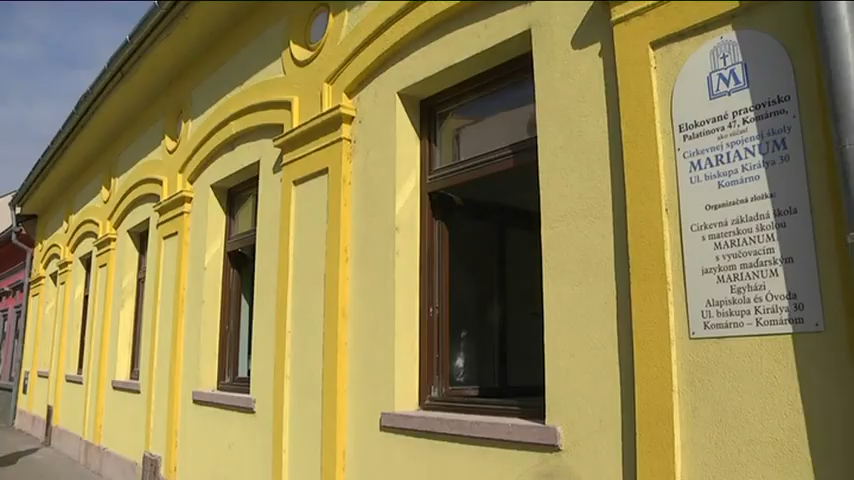 M
Elokované pracovisko
Palatínova 47, Komárno,
ako súčasť
Cirkevnej spojenej školy
MARIANUM
Ul. biskupa Királya 30
Komárno
Organizačná zložka:
Cirkevná základná škola
s materskou školou
MARIANUM
s vyučovacím
jazykom maďarským
MARIANUM
Egyházi
Alapiskola és Óvoda
Ul. biskupa Királya 30
Komárno – Komárom